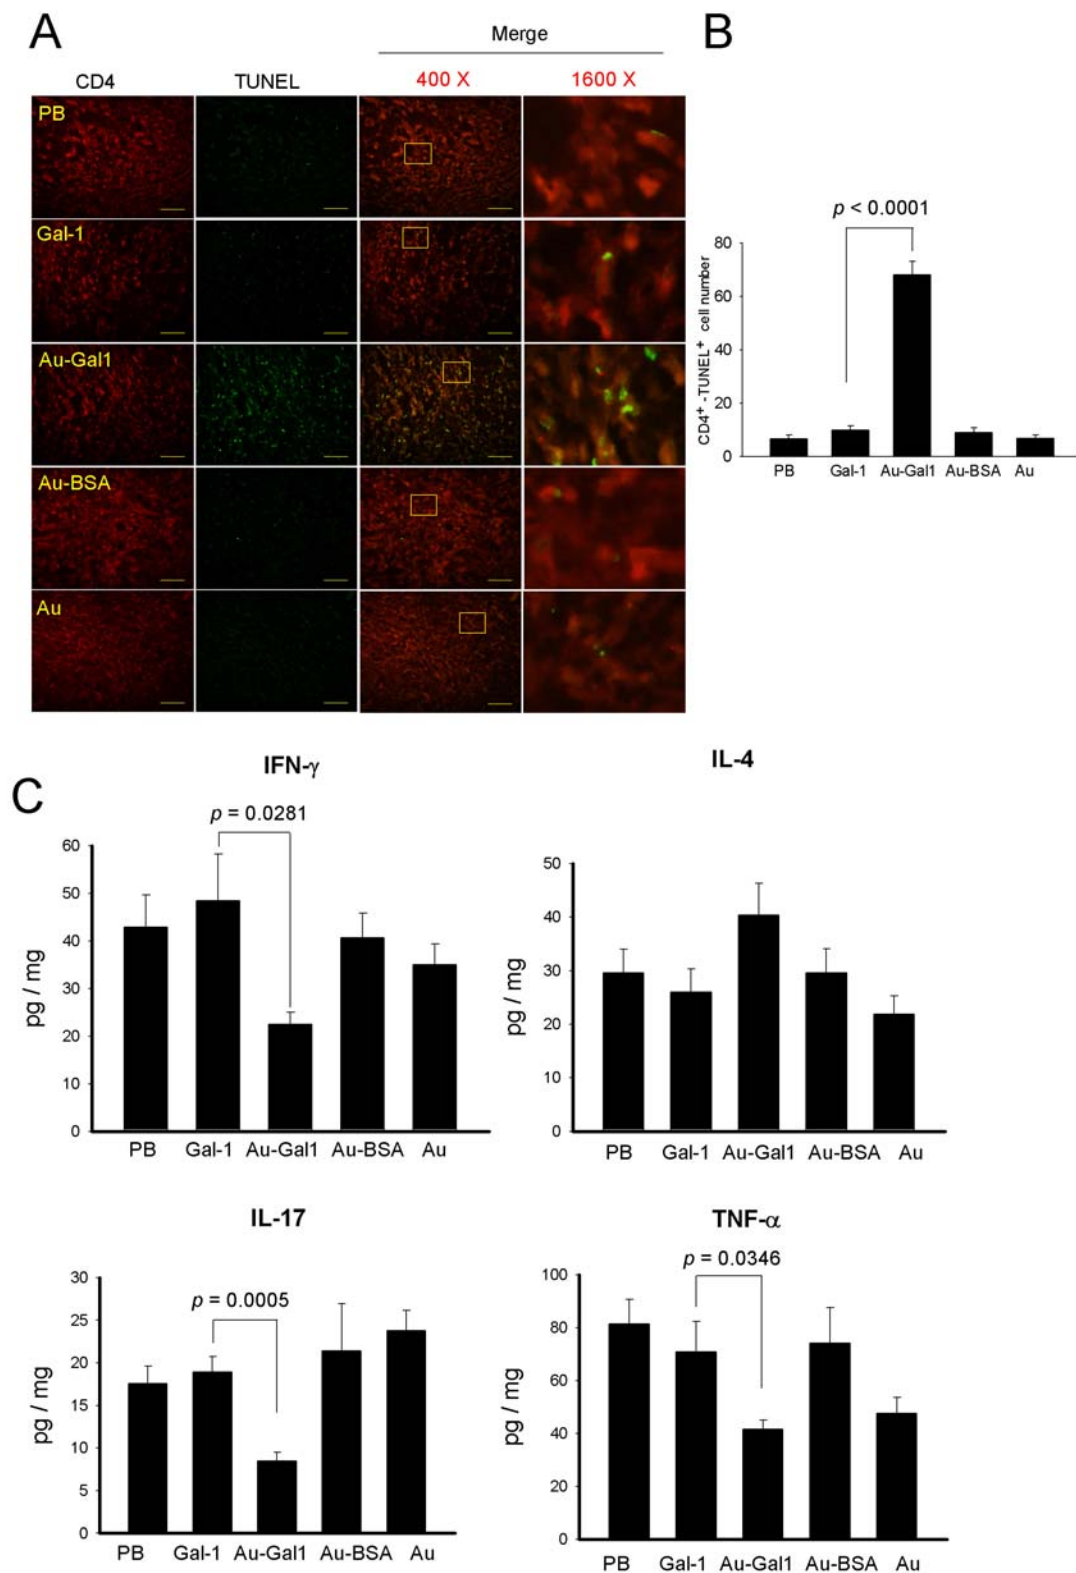 A
Merge
CD4 TUNEL 400 X 1600 X
PB
Gal-1
Au-Gal1
Au-BSA
Au
B
p < 0.0001
CD4+ -TUNEL+ cell number
80
60
40
20
0
PB Gal-1 Au-Gal1 Au-BSA Au
C
IFN-γ
p = 0.0281
pg / mg
60
50
40
30
20
10
0
PB Gal-1 Au-Gal1 Au-BSA Au
IL-4
pg / mg
50
40
30
20
10
0
PB Gal-1 Au-Gal1 Au-BSA Au
IL-17
p = 0.0005
pg / mg
30
25
20
15
10
5
0
PB Gal-1 Au-Gal1 Au-BSA Au
TNF-α
p = 0.0346
pg / mg
100
80
60
40
20
0
PB Gal-1 Au-Gal1 Au-BSA Au